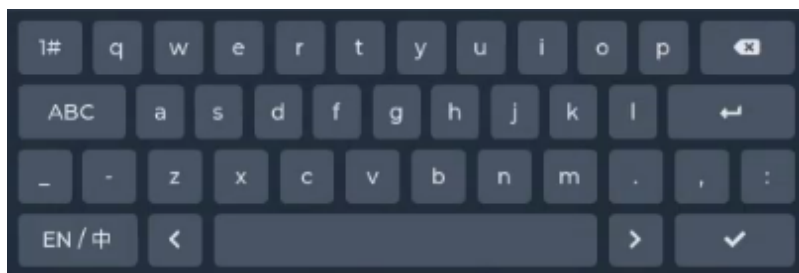 1# q w e r t y u i o p
ABC a s d f g h j k l
_ - z x c v b n m . , :
EN / 中 < >